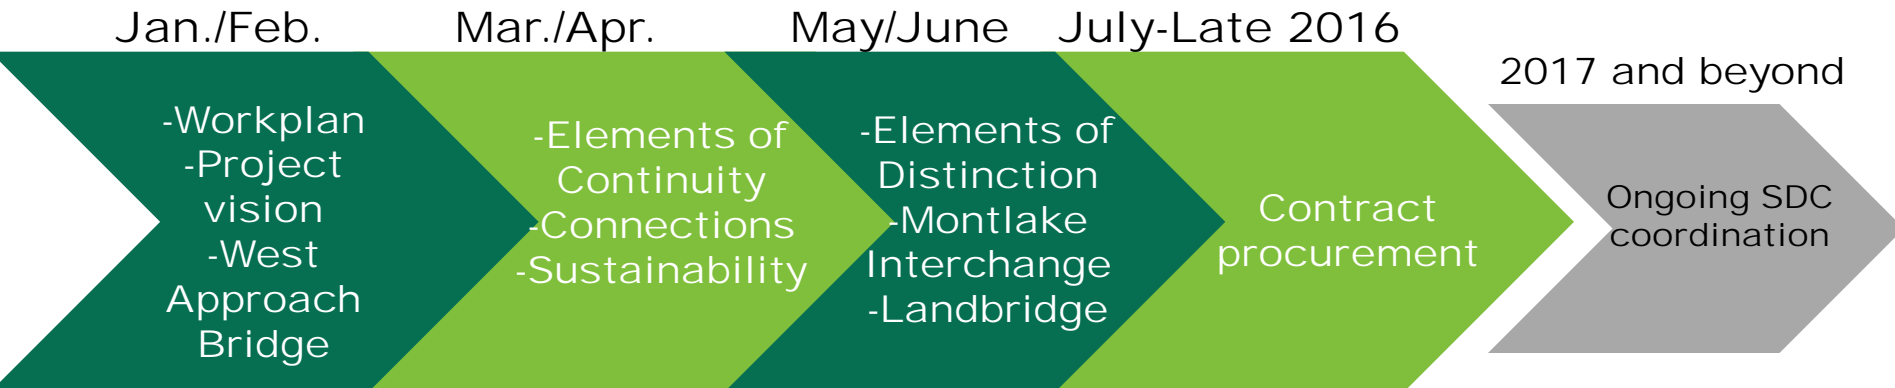 Jan./Feb.
Mar./Apr.
May/June
July-Late 2016
2017 and beyond
-Workplan
-Project
vision
-West
Approach
Bridge
-Elements of
Continuity
-Connections
-Sustainability
-Elements of
Distinction
-Montlake
Interchange
-Landbridge
Contract
procurement
Ongoing SDC
coordination